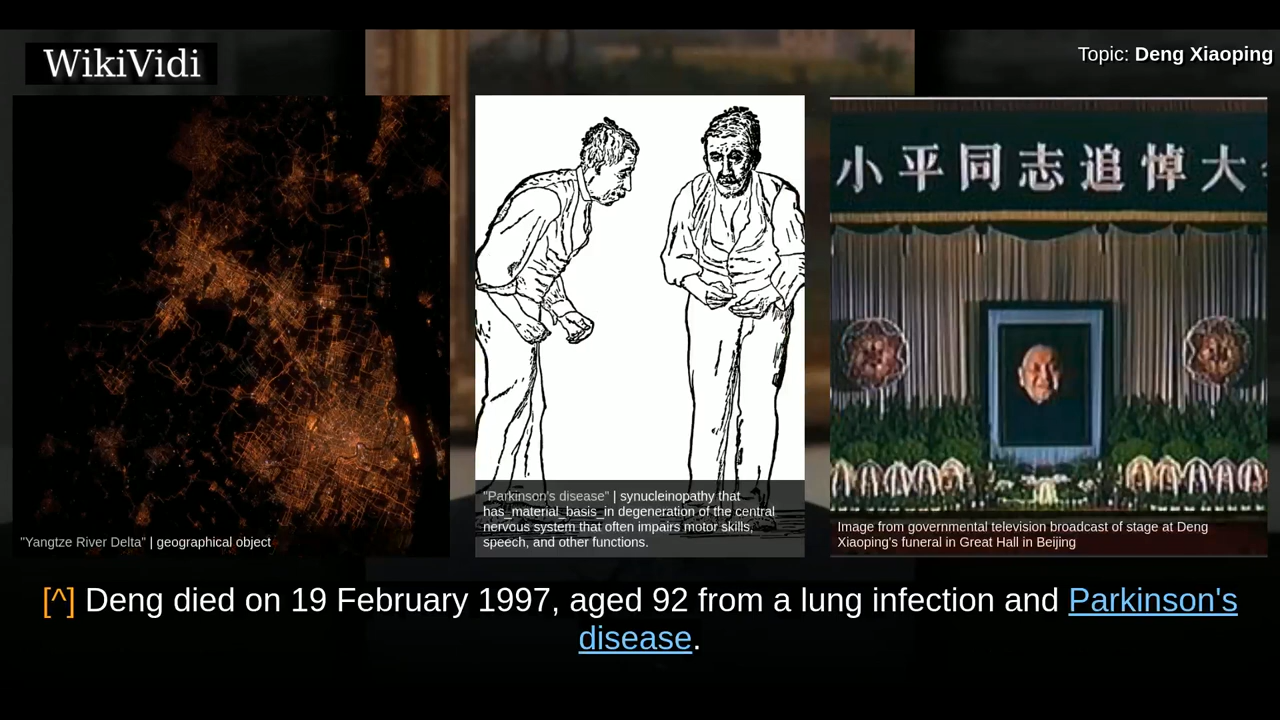 WikiVidi
Topic: Deng Xiaoping
小平同志追悼大
"Yangtze River Delta" | geographical object
"Parkinson's disease" | synucleinopathy that
has_material_basis_in degeneration of the central
nervous system that often impairs motor skills,
speech, and other functions.
Image from governmental television broadcast of stage at Deng
Xiaoping's funeral in Great Hall in Beijing
[^] Deng died on 19 February 1997, aged 92 from a lung infection and Parkinson's
disease.